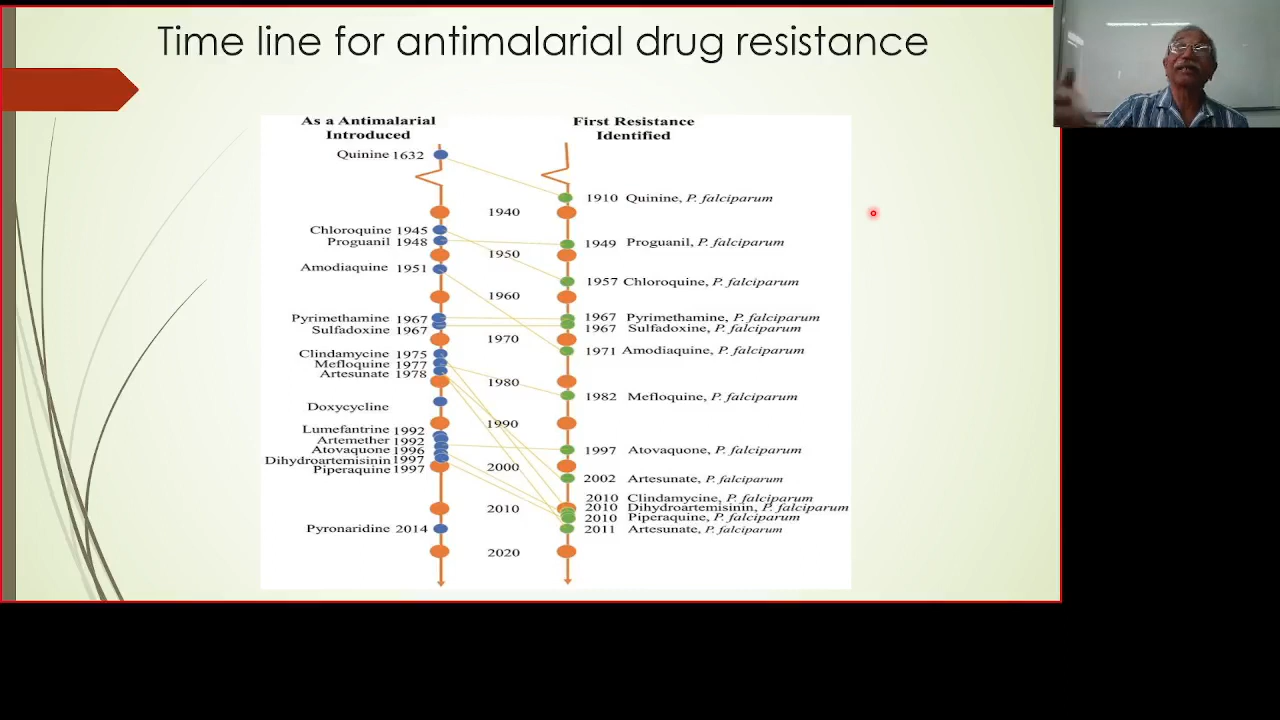 Time line for antimalarial drug resistance
As a Antimalarial
Introduced
First Resistance
Identified
Quinine 1632
1910 Quinine, P. falciparum
1940
Chloroquine 1945
Proguanil 1948
1949 Proguanil, P. falciparum
1950
Amodiaquine 1951
1957 Chloroquine, P. falciparum
1960
Pyrimethamine 1967
1967 Pyrimethamine, P. falciparum
Sulfadoxine 1967
1967 Sulfadoxine, P. falciparum
1970
1971 Amodiaquine, P. falciparum
Clindamycine 1975
Mefloquine 1977
Artesunate 1978
1980
1982 Mefloquine, P. falciparum
Doxycycline
1990
Lumefantrine 1992
Artemether 1992
Atovaquone 1996
1997 Atovaquone, P. falciparum
Dihydroartemisinin 1997
Piperaquine 1997
2000
2002 Artesunate, P. falciparum
2010 Clindamycine, P. falciparum
2010
2010 Dihydroartemisinin, P. falciparum
2010 Piperaquine, P. falciparum
Pyronaridine 2014
2011 Artesunate, P. falciparum
2020